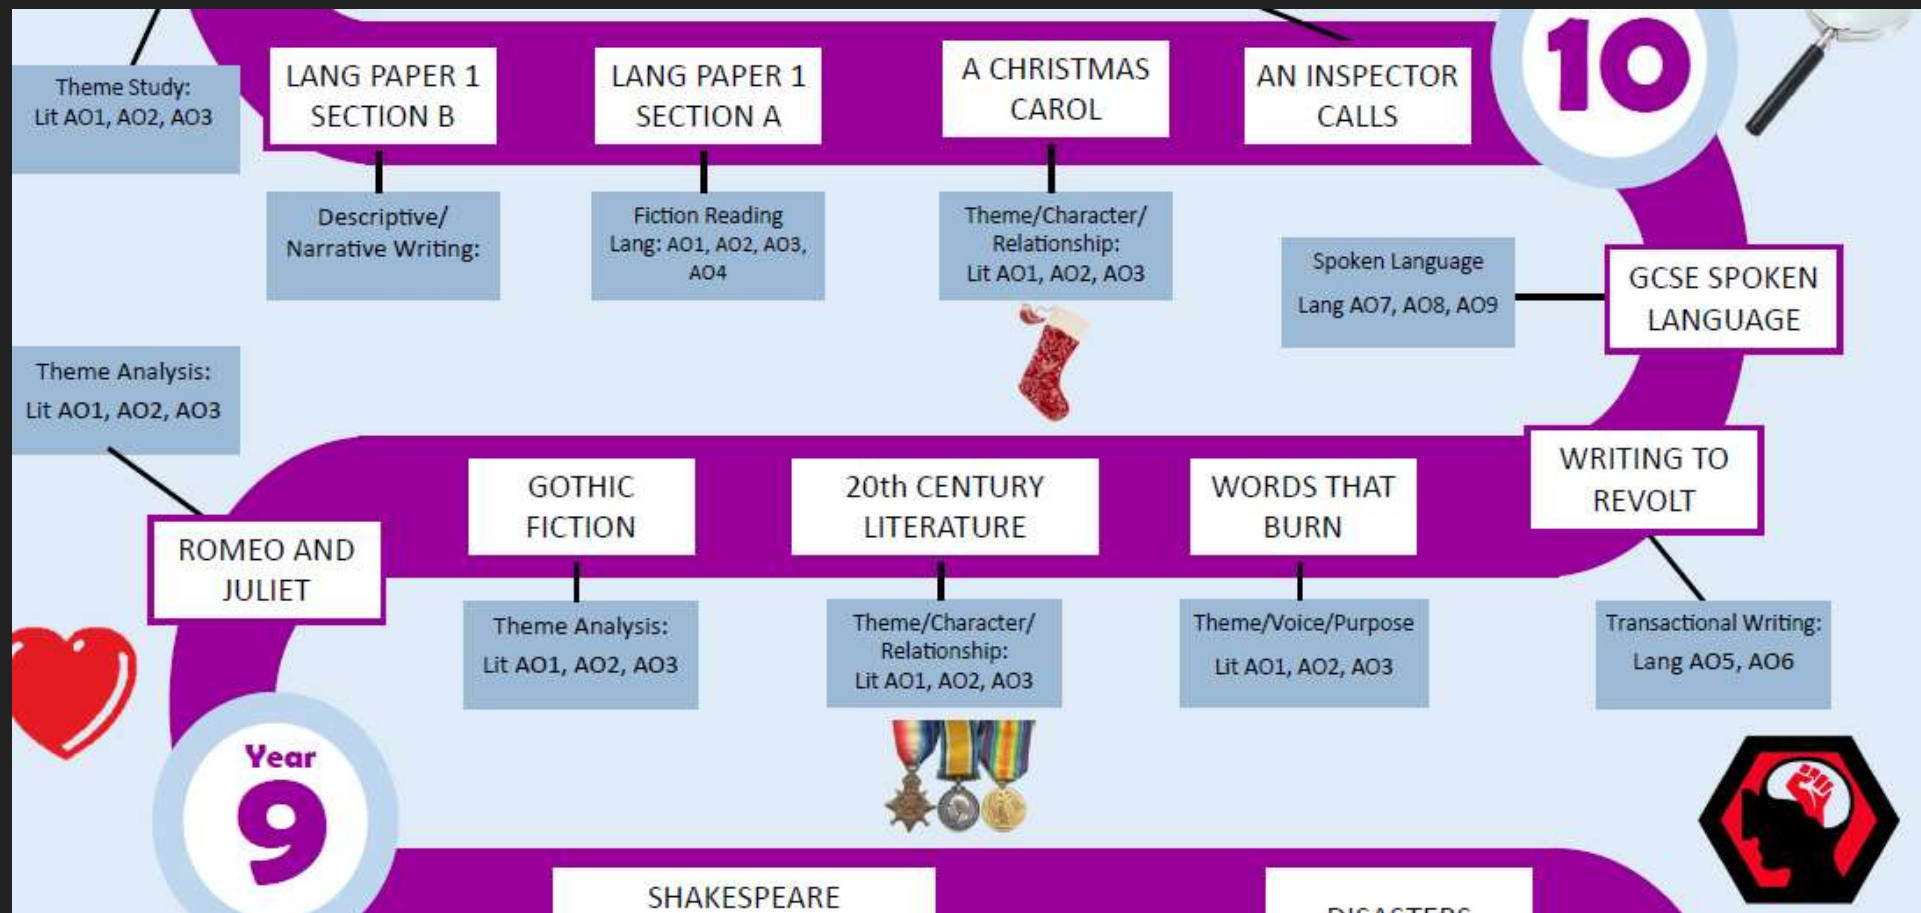 10
Theme Study:
Lit AO1, AO2, AO3
LANG PAPER 1
SECTION B
LANG PAPER 1
SECTION A
A CHRISTMAS
CAROL
AN INSPECTOR
CALLS
Descriptive/
Narrative Writing:
Fiction Reading
Lang: AO1, AO2, AO3,
AO4
Theme/Character/
Relationship:
Lit AO1, AO2, AO3
Spoken Language
Lang AO7, AO8, AO9
GCSE SPOKEN
LANGUAGE
Theme Analysis:
Lit AO1, AO2, AO3
ROMEO AND
JULIET
GOTHIC
FICTION
20th CENTURY
LITERATURE
WORDS THAT
BURN
WRITING TO
REVOLT
Theme Analysis:
Lit AO1, AO2, AO3
Theme/Character/
Relationship:
Lit AO1, AO2, AO3
Theme/Voice/Purpose
Lit AO1, AO2, AO3
Transactional Writing:
Lang AO5, AO6
Year
9
SHAKESPEARE
DISASTERS